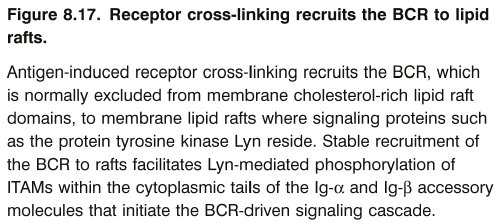 Figure 8.17. Receptor cross-linking recruits the BCR to lipid
rafts.
Antigen-induced receptor cross-linking recruits the BCR, which
is normally excluded from membrane cholesterol-rich lipid raft
domains, to membrane lipid rafts where signaling proteins such
as the protein tyrosine kinase Lyn reside. Stable recruitment of
the BCR to rafts facilitates Lyn-mediated phosphorylation of
ITAMs within the cytoplasmic tails of the Ig-α and Ig-β accessory
molecules that initiate the BCR-driven signaling cascade.